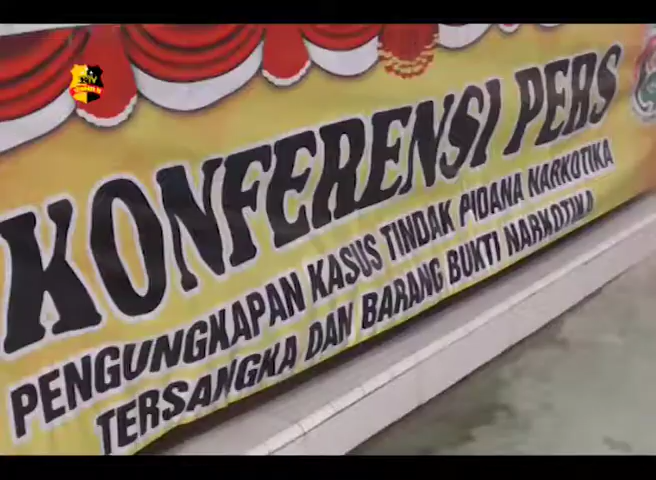 KONFERENSI PERS
PENGUNGKAPAN KASUS TINDAK PIDANA NARKOTIKA
TERSANGKA DAN BARANG BUKTI NARKOTIKA